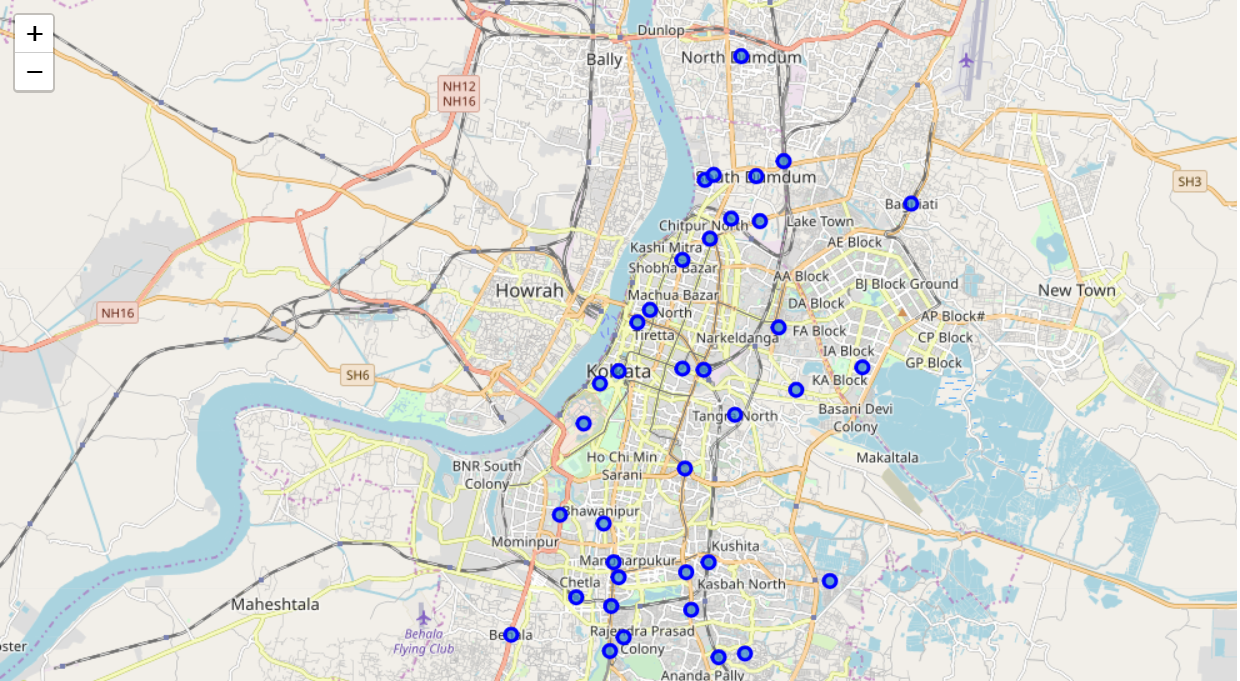 +
−
Dunlop
Bally
North Dumdum
NH12
NH16
SH3
South Dumdum
Baguiati
Chitpur North
Lake Town
Kashi Mitra
AE Block
Shobha Bazar
AA Block
BJ Block Ground
Howrah
Machua Bazar
North
New Town
DA Block
NH16
AP Block#
Tiretta
Narkeldanga
FA Block
CP Block
IA Block
GP Block
SH6
Kolkata
KA Block
Tangra North
Basani Devi
Colony
Ho Chi Min
Sarani
Makaltala
BNR South
Colony
Bhawanipur
Mominpur
Kushita
Manoharpukur
Chetla
Kasbah North
Maheshtala
Behala
Flying Club
Behala
Rajendra Prasad
Colony
Ananda Pally